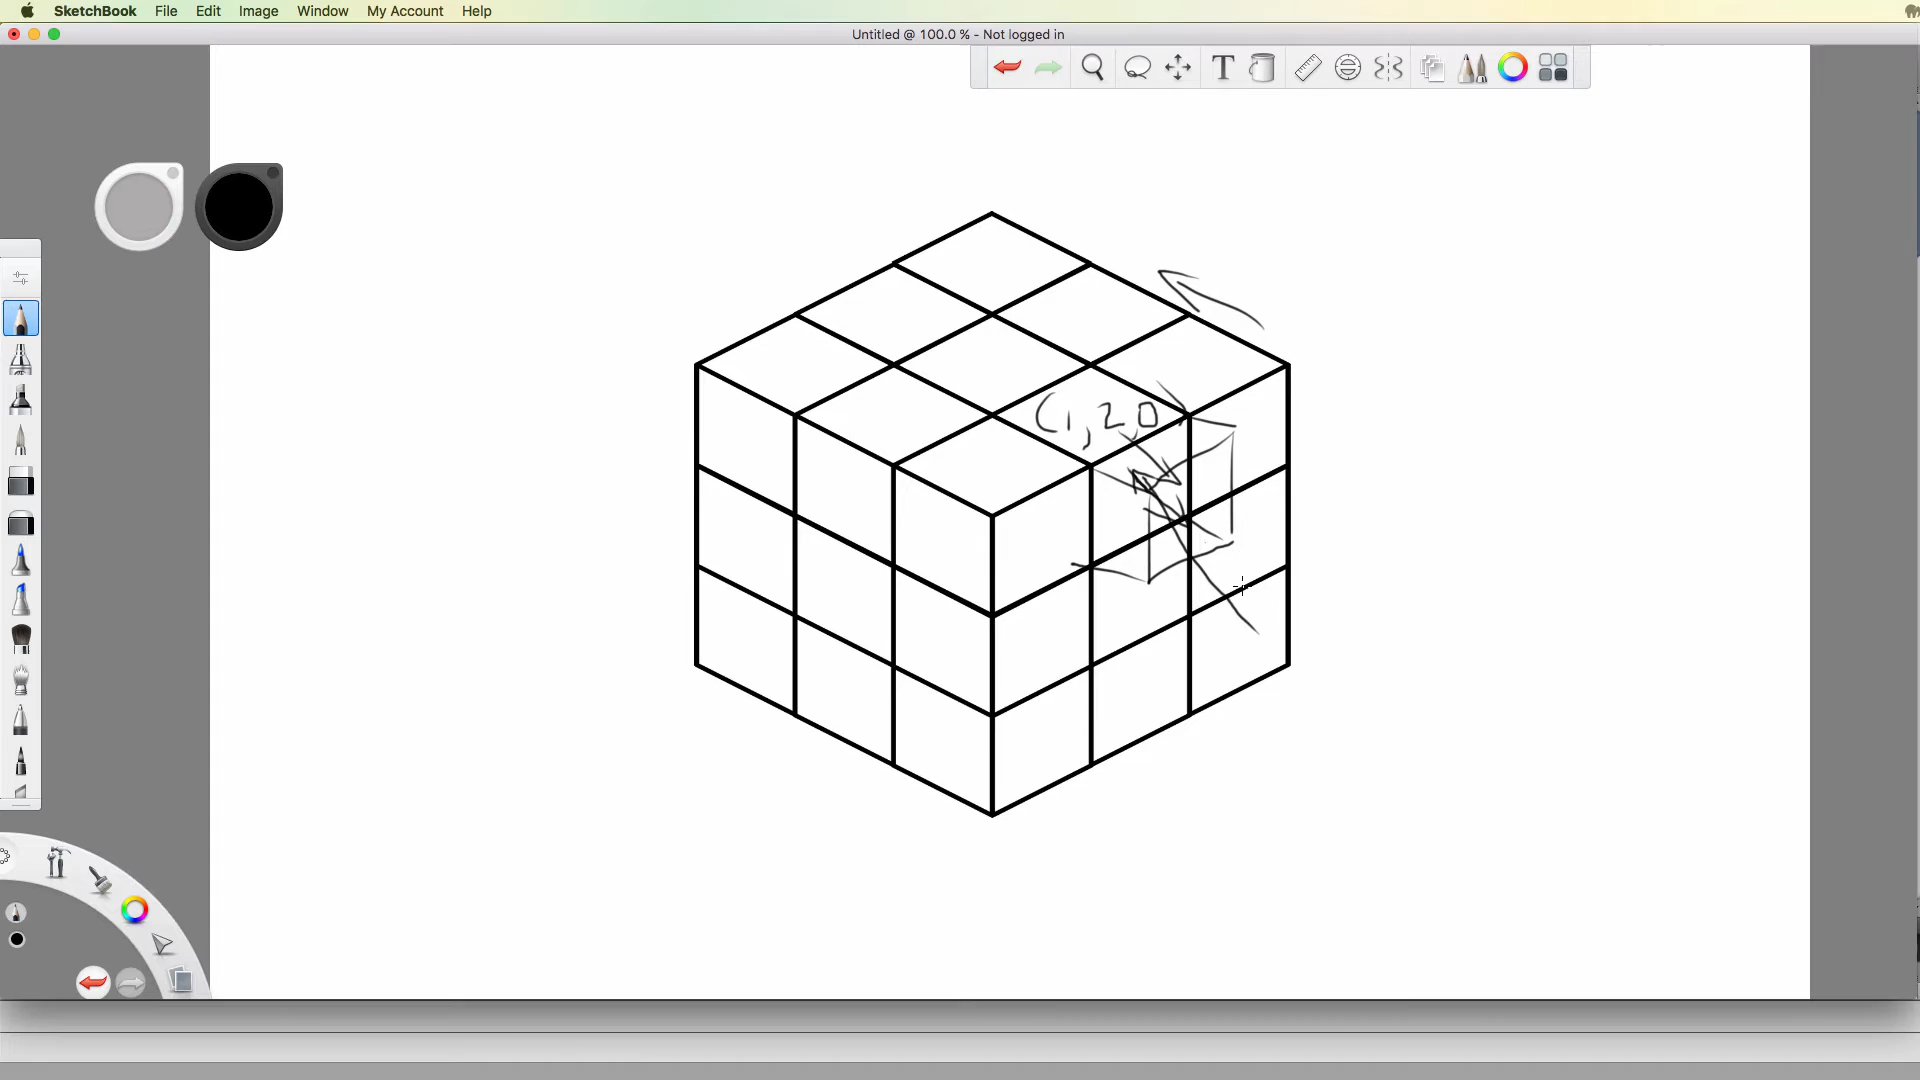 SketchBook File Edit Image Window My Account Help
Untitled @ 100.0 % - Not logged in
T
(1,2,0)